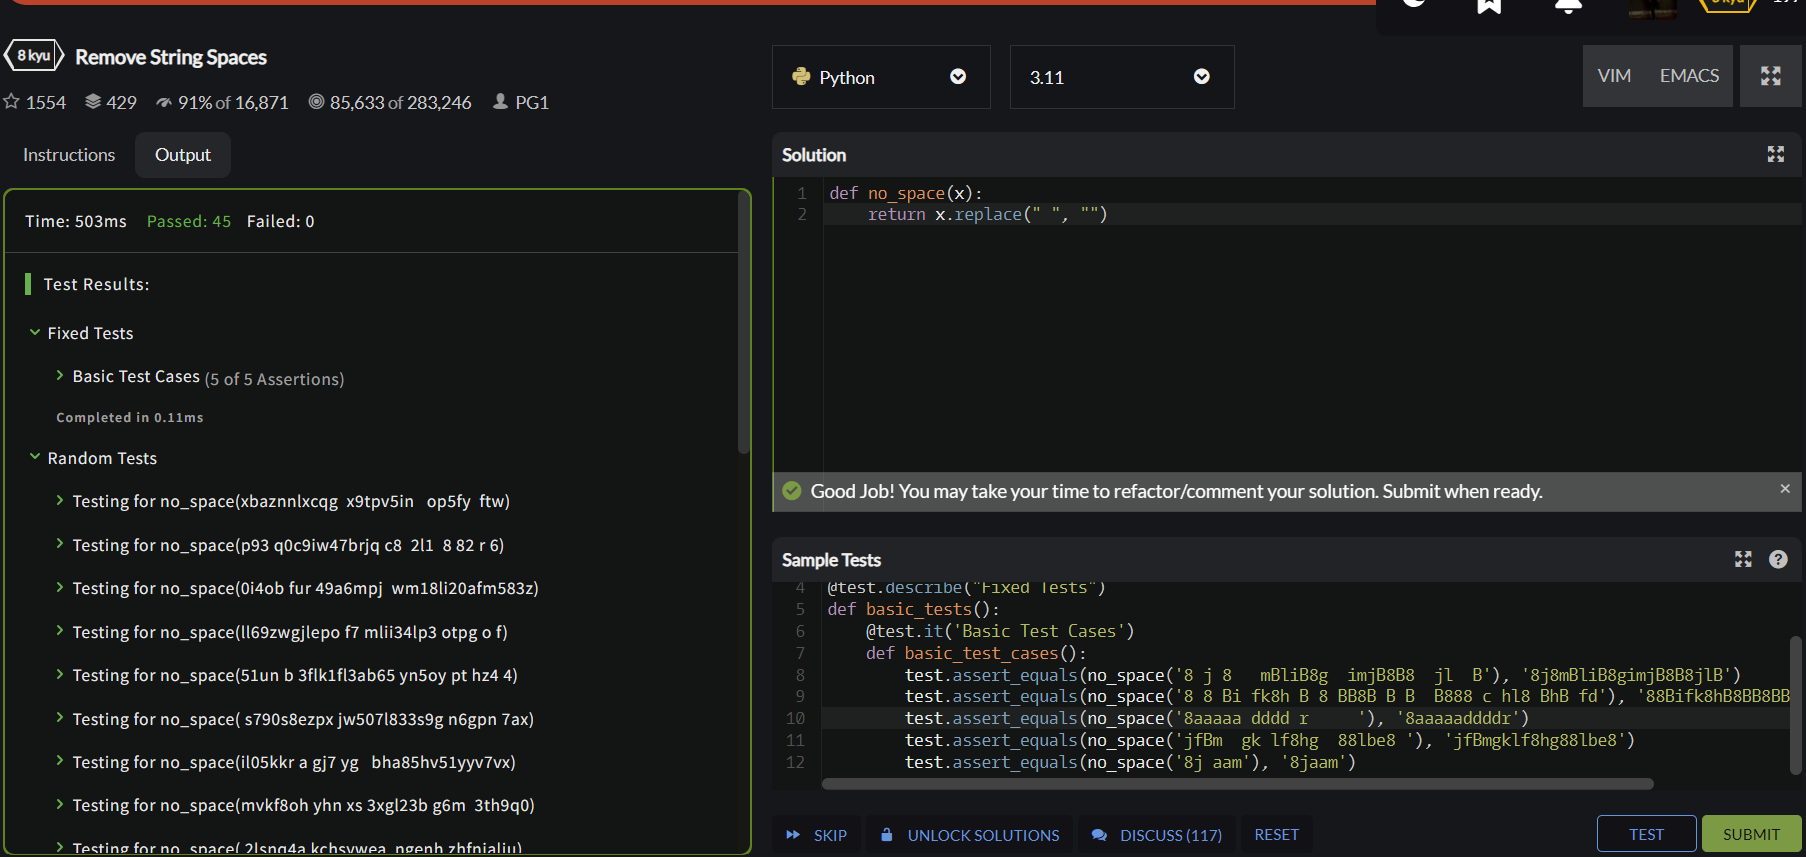 8 kyu Remove String Spaces
1554 429 91% of 16,871 85,633 of 283,246 PG1
Instructions Output
Time: 503ms Passed: 45 Failed: 0
Test Results:
Fixed Tests
Basic Test Cases (5 of 5 Assertions)
Completed in 0.11ms
Random Tests
Testing for no_space(xbaznnlxcqg  x9tpv5in   op5fy  ftw)
Testing for no_space(p93 q0c9iw47brjq c8  2l1  8 82 r 6)
Testing for no_space(0i4ob fur 49a6mpj  wm18li20afm583z)
Testing for no_space(ll69zwgjlepo f7 mlii34lp3 otpg o f)
Testing for no_space(51un b 3flk1fl3ab65 yn5oy pt hz4 4)
Testing for no_space( s790s8ezpx jw507l833s9g n6gpn 7ax)
Testing for no_space(il05kkr a gj7 yg   bha85hv51yyv7vx)
Testing for no_space(mvkf8oh yhn xs 3xgl23b g6m  3th9q0)
Testing for no_space(
Python 3.11 VIM EMACS
Solution
1 def no_space(x):
2     return x.replace(" ", "")
Good Job! You may take your time to refactor/comment your solution. Submit when ready.
Sample Tests
4 @test.describe("Fixed Tests")
5 def basic_tests():
6     @test.it('Basic Test Cases')
7     def basic_test_cases():
8         test.assert_equals(no_space('8 j 8   mBliB8g  imjB8B8  jl  B'), '8j8mBliB8gimjB8B8jlB')
9         test.assert_equals(no_space('8 8 Bi fk8h B 8 BB8B B B  B888 c hl8 BhB fd'), '88Bifk8hB8BB8BB
10         test.assert_equals(no_space('8aaaaa dddd r     '), '8aaaaaddddr')
11         test.assert_equals(no_space('jfBm  gk lf8hg  88lbe8 '), 'jfBmgklf8hg88lbe8')
12         test.assert_equals(no_space('8j aam'), '8jaam')
SKIP UNLOCK SOLUTIONS DISCUSS (117) RESET TEST SUBMIT